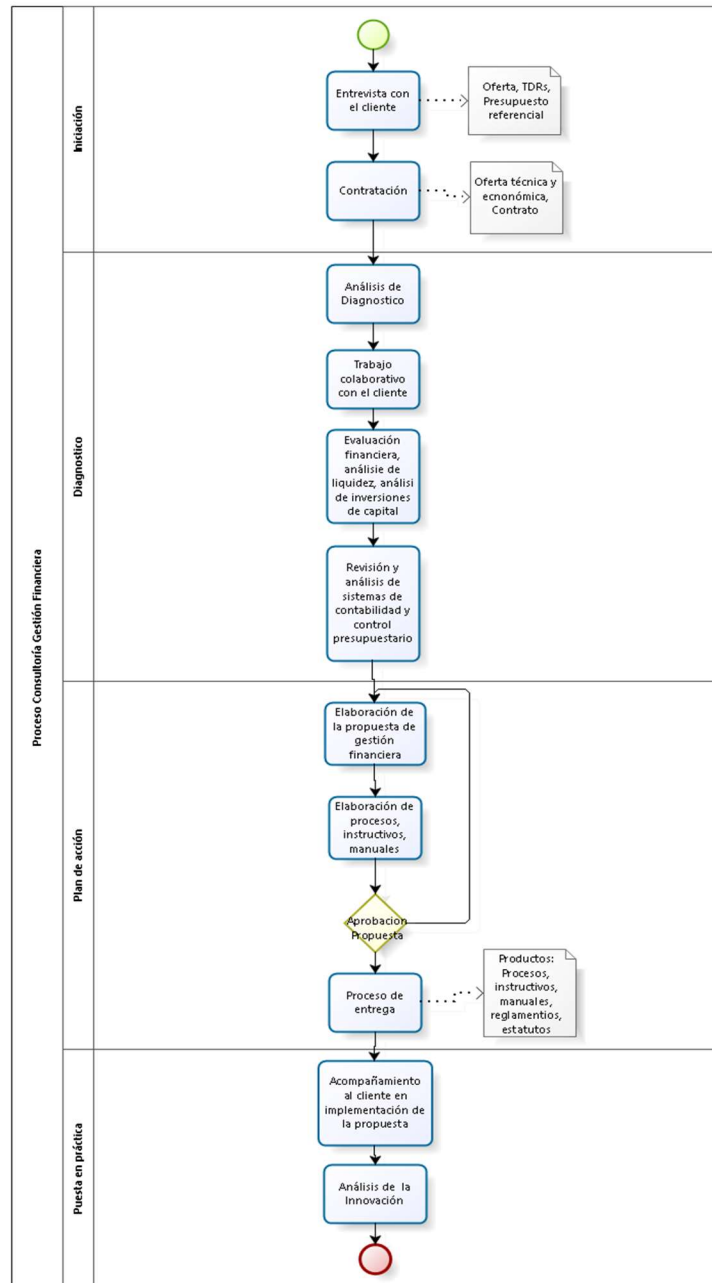 Proceso Consultoría Gestión Financiera
Iniciación
Entrevista con
el cliente
Oferta, TDRs,
Presupuesto
referencial
Contratación
Oferta técnica y
ecnonómica,
Contrato
Diagnostico
Análisis de
Diagnostico
Trabajo
colaborativo
con el cliente
Evaluación
financiera,
análisie de
liquidez, análisi
de inversiones
de capital
Revisión y
análisis de
sistemas de
contabilidad y
control
presupuestario
Plan de acción
Elaboración de
la propuesta de
gestión
financiera
Elaboración de
procesos,
instructivos,
manuales
Aprobacion
Propuesta
Proceso de
entrega
Productos:
Procesos,
instructivos,
manuales,
reglamentios,
estatutos
Puesta en práctica
Acompañamiento
al cliente en
implementación de
la propuesta
Análisis de la
Innovación